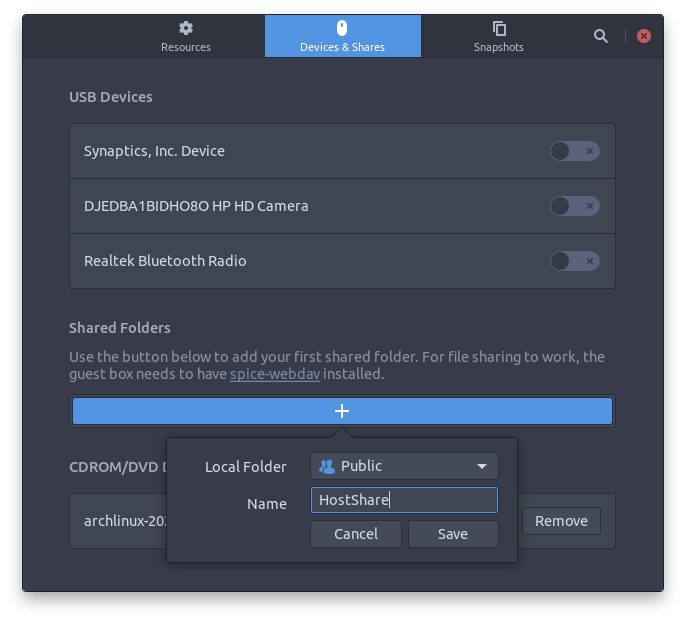 Resources
Devices & Shares
Snapshots
USB Devices
Synaptics, Inc. Device
DJEDBA1BIDHO8O HP HD Camera
Realtek Bluetooth Radio
Shared Folders
Use the button below to add your first shared folder. For file sharing to work, the
guest box needs to have spice-webdav installed.
Local Folder
Public
Name
HostShare
Cancel
Save
CDROM/DVD
archlinux-20
Remove